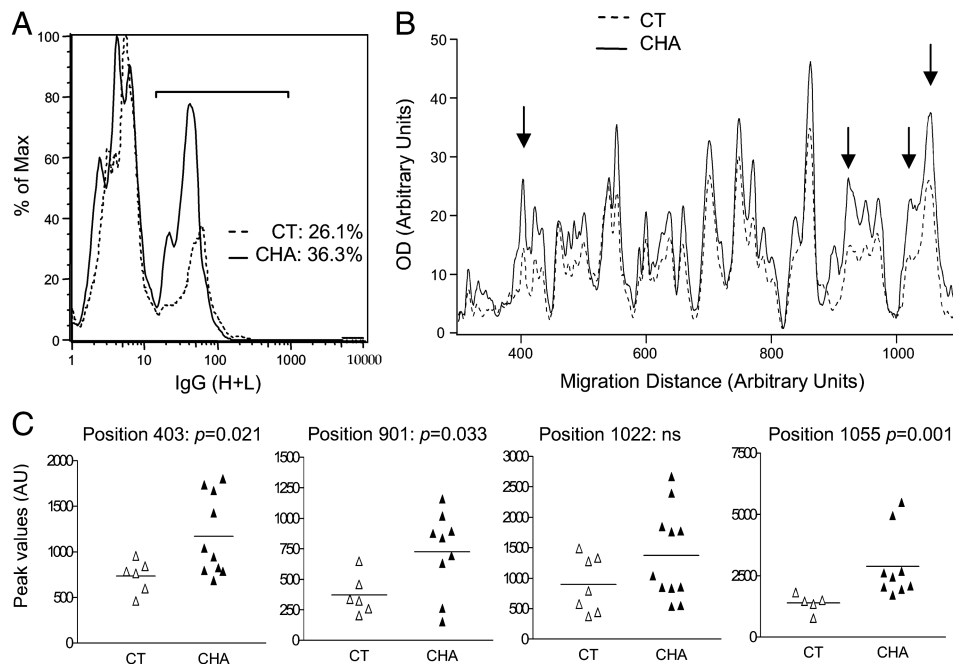 A
B
CT
CHA
% of Max
100
80
60
40
20
0
CT: 26.1%
CHA: 36.3%
1
10
100
1000
10000
IgG (H+L)
OD (Arbitrary Units)
50
40
30
20
10
0
400
600
800
1000
Migration Distance (Arbitrary Units)
C
Position 403: p=0.021
Position 901: p=0.033
Position 1022: ns
Position 1055 p=0.001
Peak values (AU)
2000
1500
1000
500
0
CT
CHA
1500
1250
1000
750
500
250
0
CT
CHA
3000
2500
2000
1500
1000
500
0
CT
CHA
7500
5000
2500
0
CT
CHA